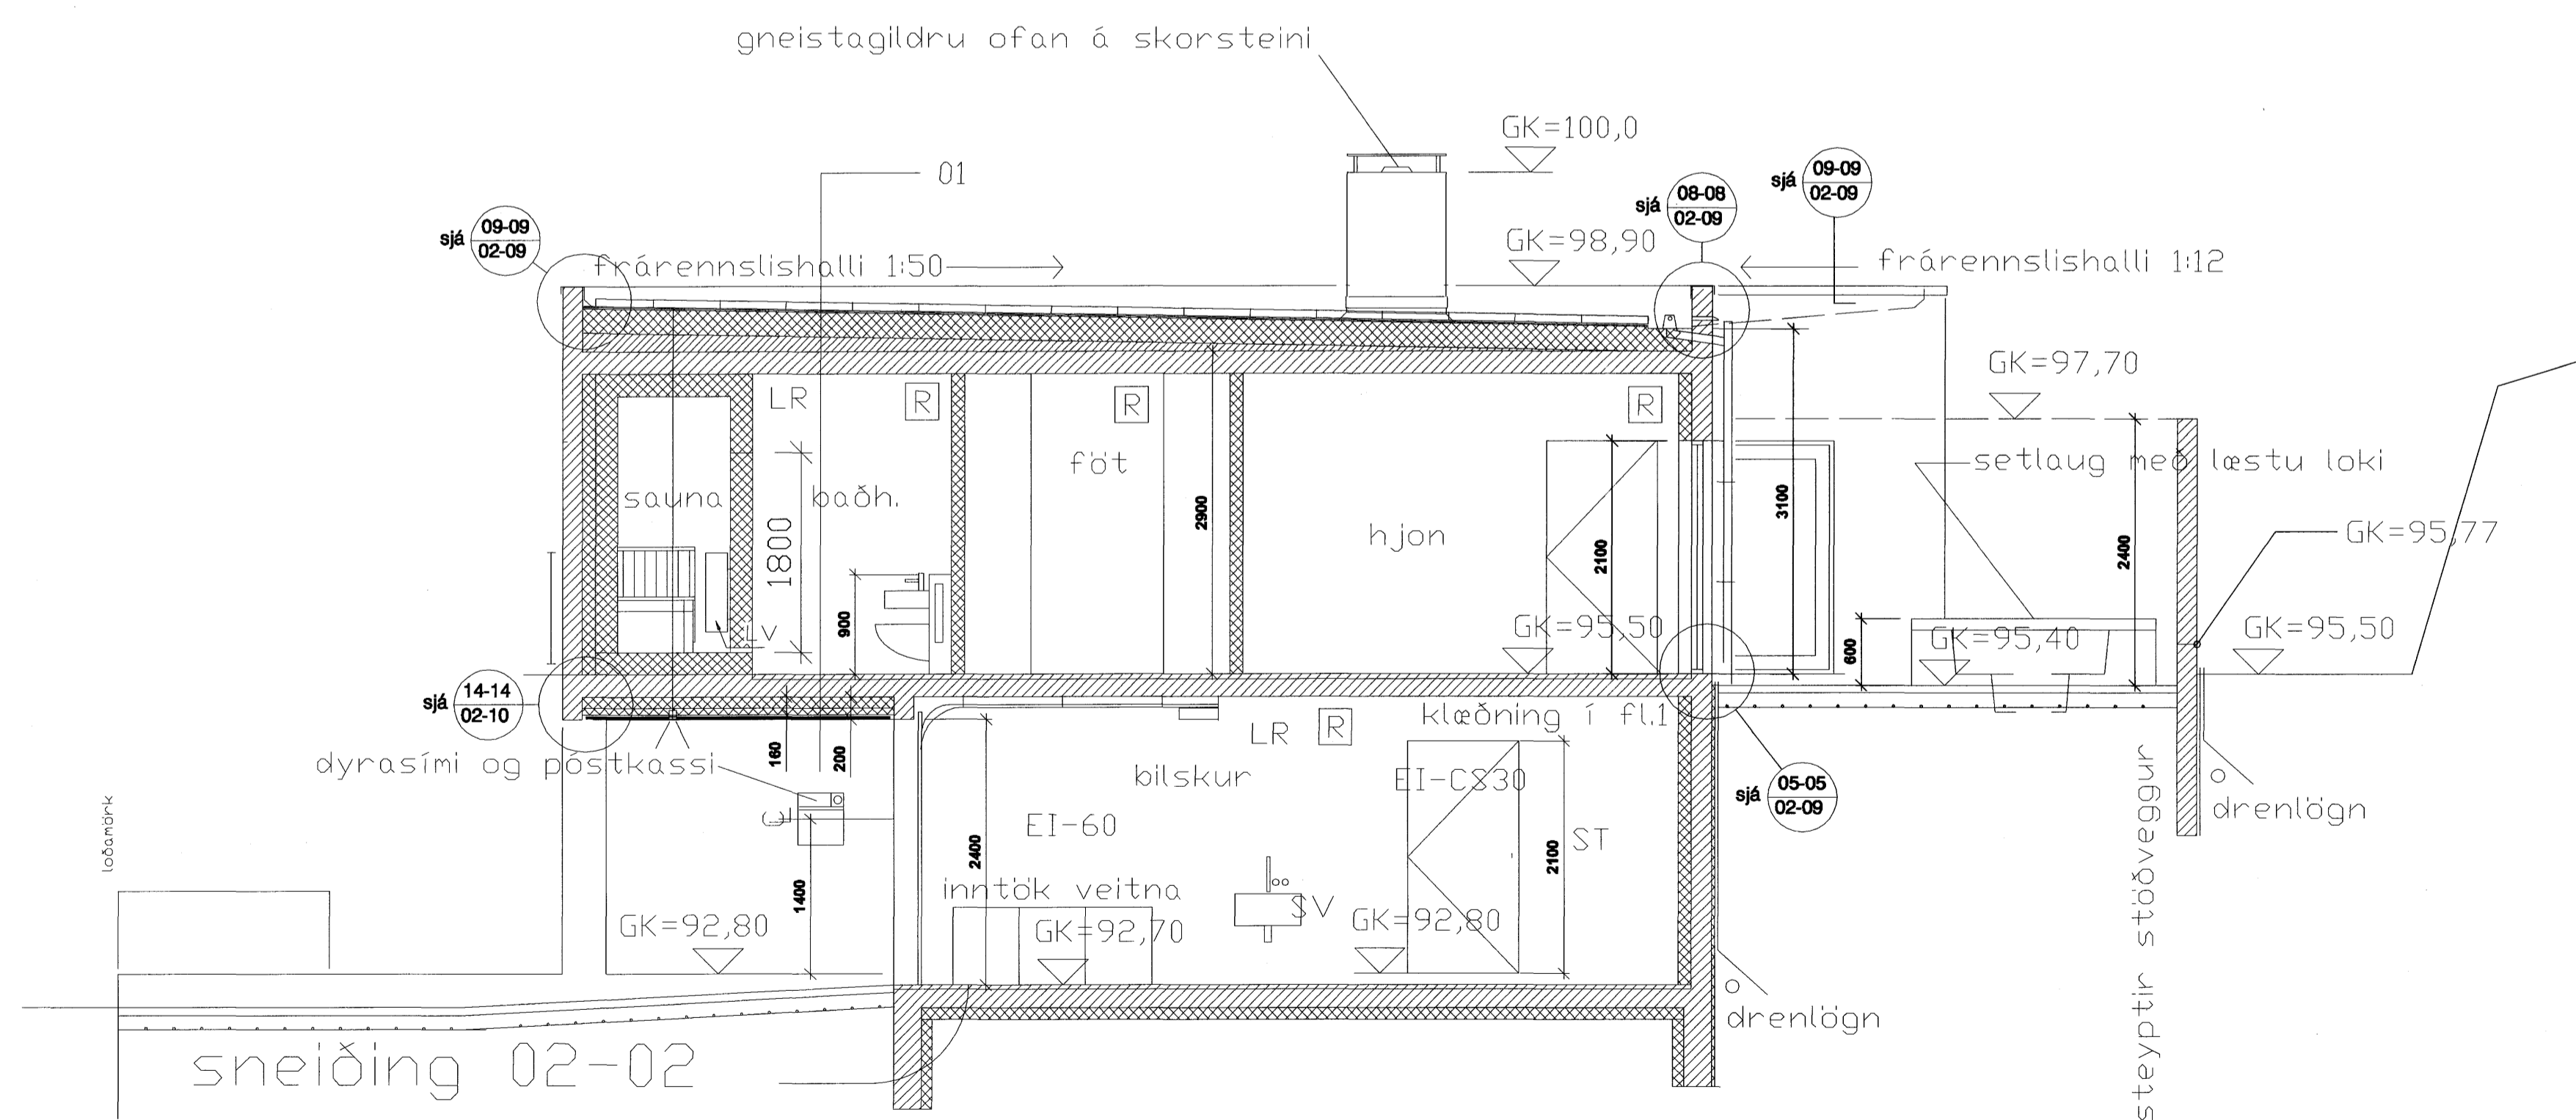 gneistagildru ofan á skorsteini
GK=100,0
01
sjá 09-09
02-09
sjá 08-08
02-09
sjá 09-09
02-09
GK=98,90
frárennslishalli 1:50
frárennslishalli 1:12
GK=97,70
LR
R
R
R
föt
setlaug með læstu loki
sauna
baðh.
1800
2900
hjon
2100
3100
2400
GK=95,77
900
LV
GK=95,50
600
GK=95,40
GK=95,50
sjá 14-14
02-10
klæðning í fl.1
LR
R
dyrasími og póstkassi
160
200
bilskur
EI-CS30
sjá 05-05
02-09
drenlögn
loðamörk
EI-60
2400
ST
2100
1400
inntök veitna
SV
GK=92,80
GK=92,70
GK=92,80
steyptir stöðveggur
drenlögn
sneiðing 02-02